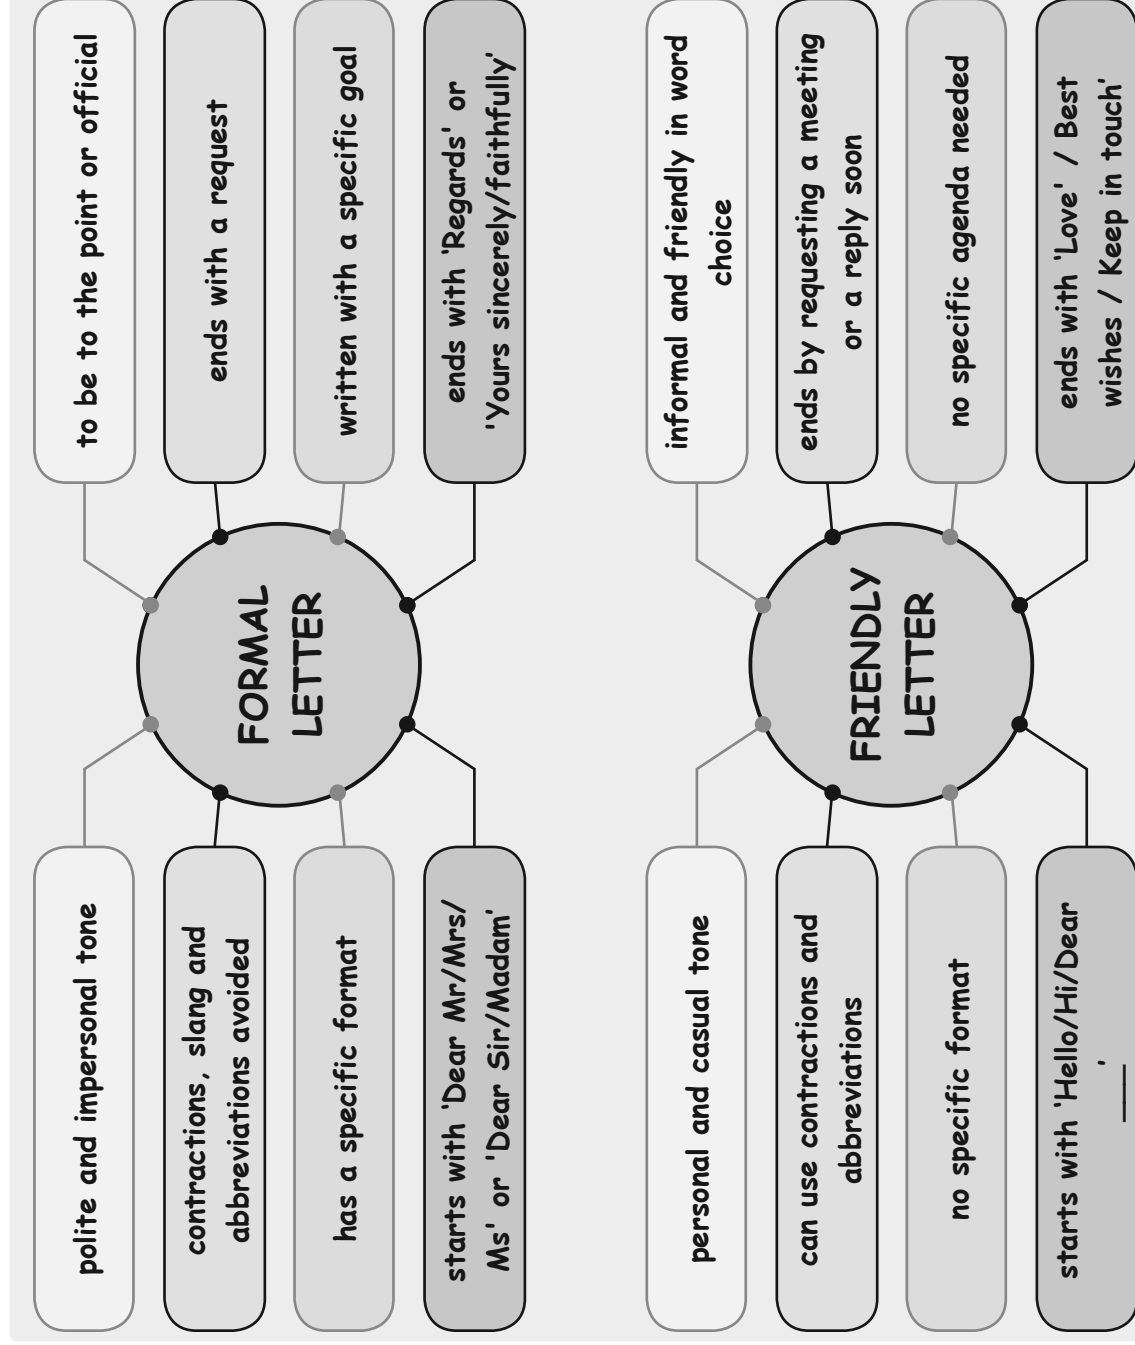 polite and impersonal tone
contractions, slang and
abbreviations avoided
has a specific format
starts with 'Dear Mr/Mrs/
Ms' or 'Dear Sir/Madam'
FORMAL
LETTER
to be to the point or official
ends with a request
written with a specific goal
ends with 'Regards' or
'Yours sincerely/faithfully'
personal and casual tone
can use contractions and
abbreviations
no specific format
starts with 'Hello/Hi/Dear
____'
FRIENDLY
LETTER
informal and friendly in word
choice
ends by requesting a meeting
or a reply soon
no specific agenda needed
ends with 'Love' / Best
wishes / Keep in touch'